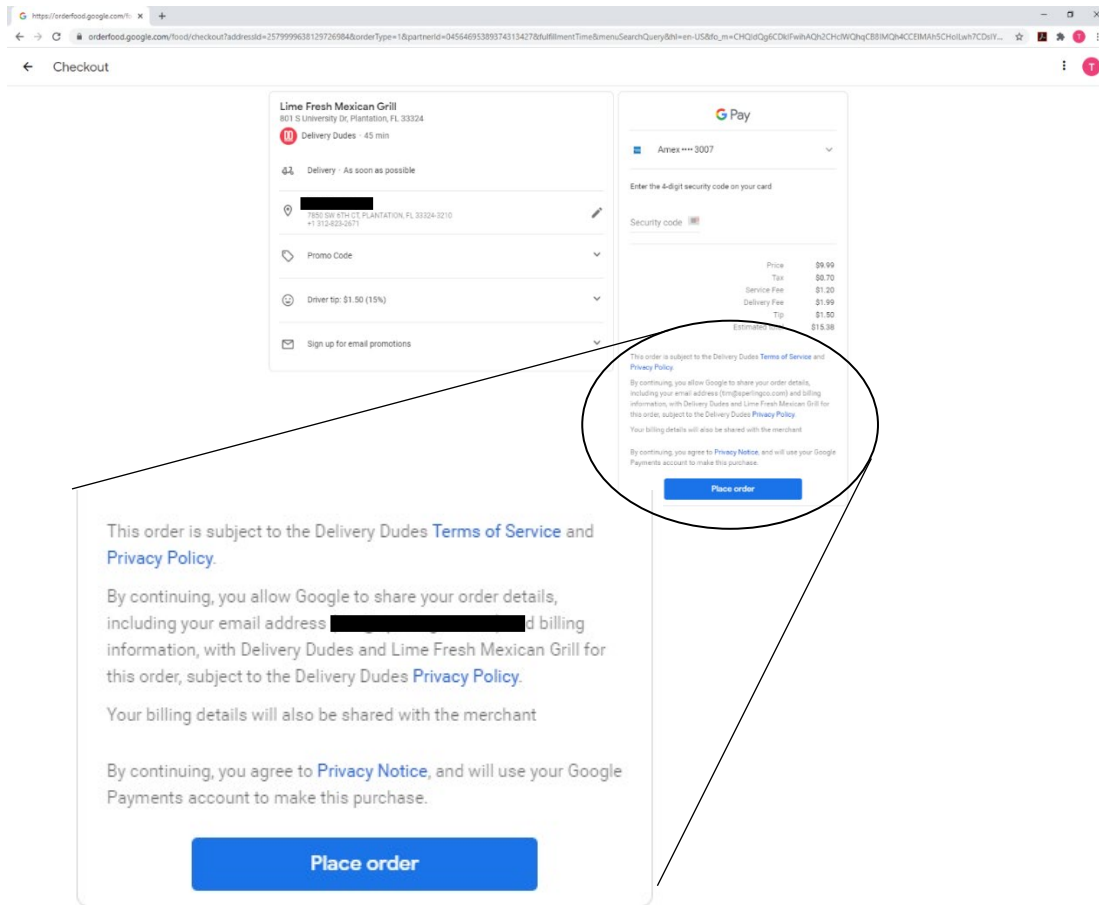 https://orderfood.google.com/fo
orderfood.google.com/food/checkout?addressId=
Checkout
Lime Fresh Mexican Grill
801 S University Dr, Plantation, FL 33324
Delivery Dudes · 45 min
Delivery · As soon as possible
7850 SW 6TH CT, PLANTATION, FL 33324-3210
+1 312-823-2671
Promo Code
Driver tip: $1.50 (15%)
Sign up for email promotions
G Pay
Amex •••• 3007
Enter the 4-digit security code on your card
Security code
Price $9.99
Tax $0.70
Service Fee $1.20
Delivery Fee $1.99
Tip $1.50
Estimated $15.38
This order is subject to the Delivery Dudes Terms of Service and
Privacy Policy.
By continuing, you allow Google to share your order details,
including your email address (tim@sperlingco.com) and billing
information, with Delivery Dudes and Lime Fresh Mexican Grill for
this order, subject to the Delivery Dudes Privacy Policy.
Your billing details will also be shared with the merchant
By continuing, you agree to Privacy Notice, and will use your Google
Payments account to make this purchase.
Place order
This order is subject to the Delivery Dudes Terms of Service and
Privacy Policy.
By continuing, you allow Google to share your order details,
including your email address d billing
information, with Delivery Dudes and Lime Fresh Mexican Grill for
this order, subject to the Delivery Dudes Privacy Policy.
Your billing details will also be shared with the merchant
By continuing, you agree to Privacy Notice, and will use your Google
Payments account to make this purchase.
Place order